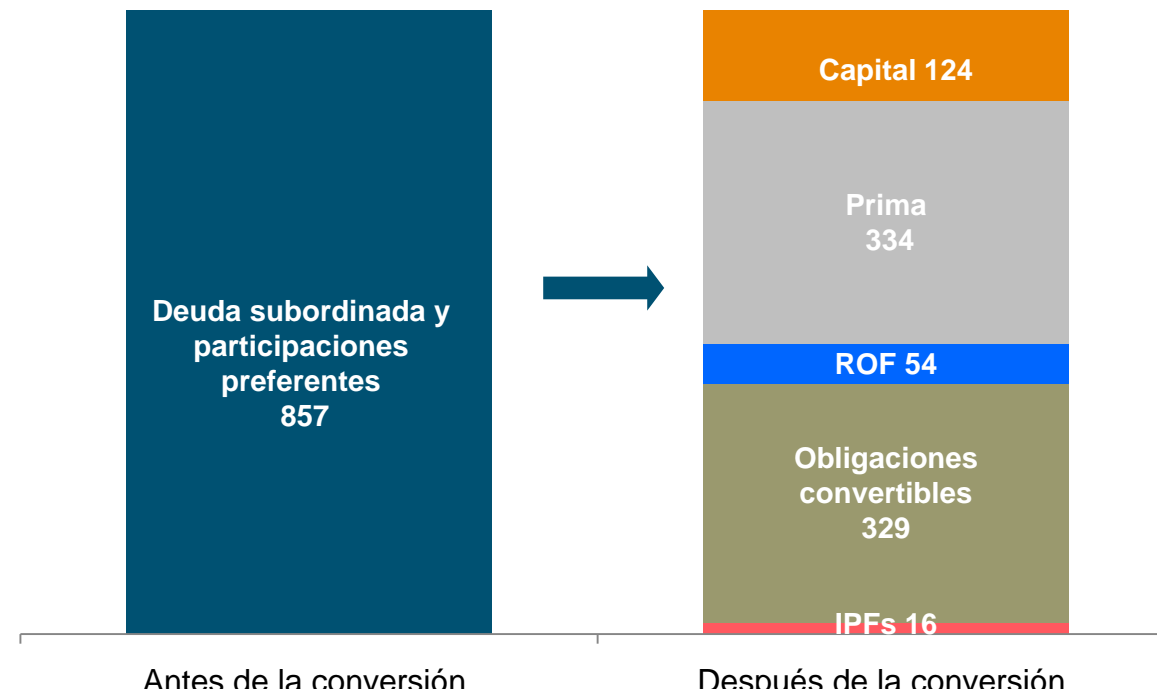 Deuda subordinada y
participaciones
preferentes
857
Capital 124
Prima
334
ROF 54
Obligaciones
convertibles
329
IPFs 16
Antes de la conversión
Después de la conversión